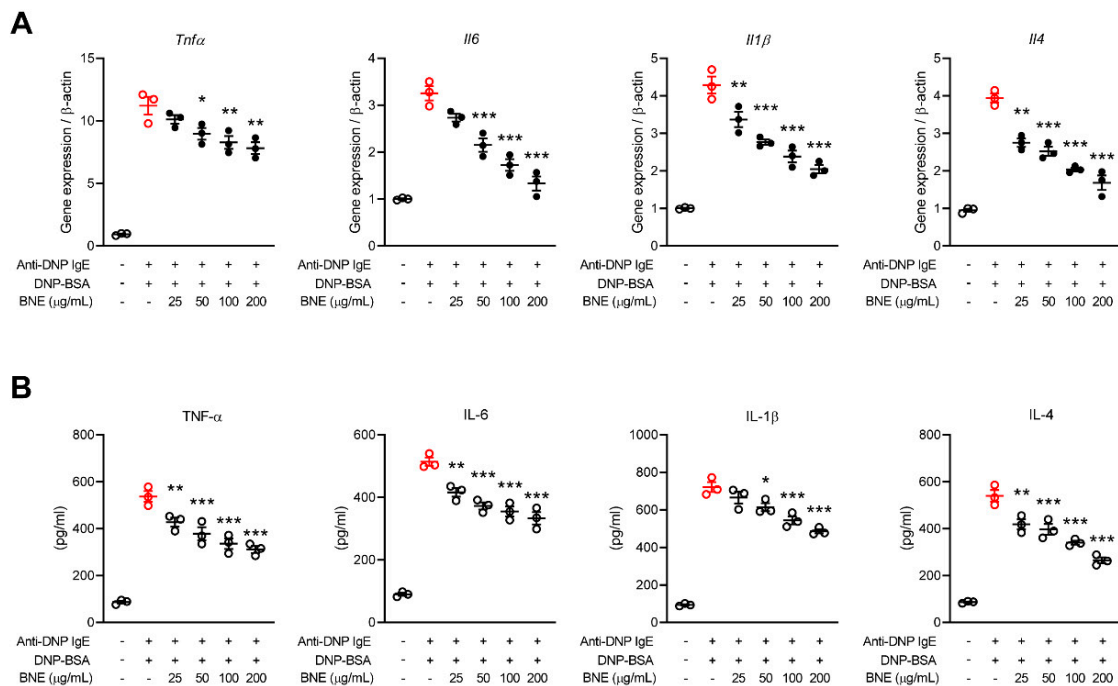 A
Tnfα Il6 Il1β Il4
Gene expression / β-actin
15
10
5
0
*
**
**
Gene expression / β-actin
4
3
2
1
0
***
***
***
Gene expression / β-actin
5
4
3
2
1
0
**
***
***
***
Gene expression / β-actin
5
4
3
2
1
0
**
***
***
***
Anti-DNP IgE - + + + + +
DNP-BSA - + + + + +
BNE (μg/mL) - - 25 50 100 200
Anti-DNP IgE - + + + + +
DNP-BSA - + + + + +
BNE (μg/mL) - - 25 50 100 200
Anti-DNP IgE - + + + + +
DNP-BSA - + + + + +
BNE (μg/mL) - - 25 50 100 200
Anti-DNP IgE - + + + + +
DNP-BSA - + + + + +
BNE (μg/mL) - - 25 50 100 200
B
TNF-α IL-6 IL-1β IL-4
(pg/ml)
800
600
400
200
0
**
***
***
***
(pg/ml)
600
400
200
0
**
***
***
***
(pg/ml)
1000
800
600
400
200
0
*
***
***
(pg/ml)
800
600
400
200
0
**
***
***
***
Anti-DNP IgE - + + + + +
DNP-BSA - + + + + +
BNE (μg/mL) - - 25 50 100 200
Anti-DNP IgE - + + + + +
DNP-BSA - + + + + +
BNE (μg/mL) - - 25 50 100 200
Anti-DNP IgE - + + + + +
DNP-BSA - + + + + +
BNE (μg/mL) - - 25 50 100 200
Anti-DNP IgE - + + + + +
DNP-BSA - + + + + +
BNE (μg/mL) - - 25 50 100 200